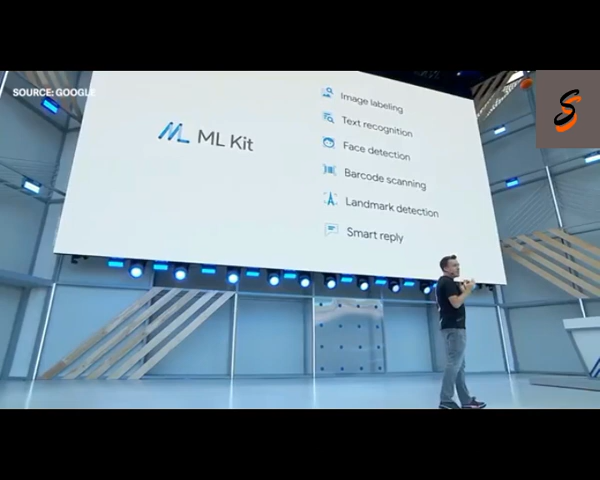 SOURCE: GOOGLE
S
ML Kit
Image labeling
Text recognition
Face detection
Barcode scanning
Landmark detection
Smart reply